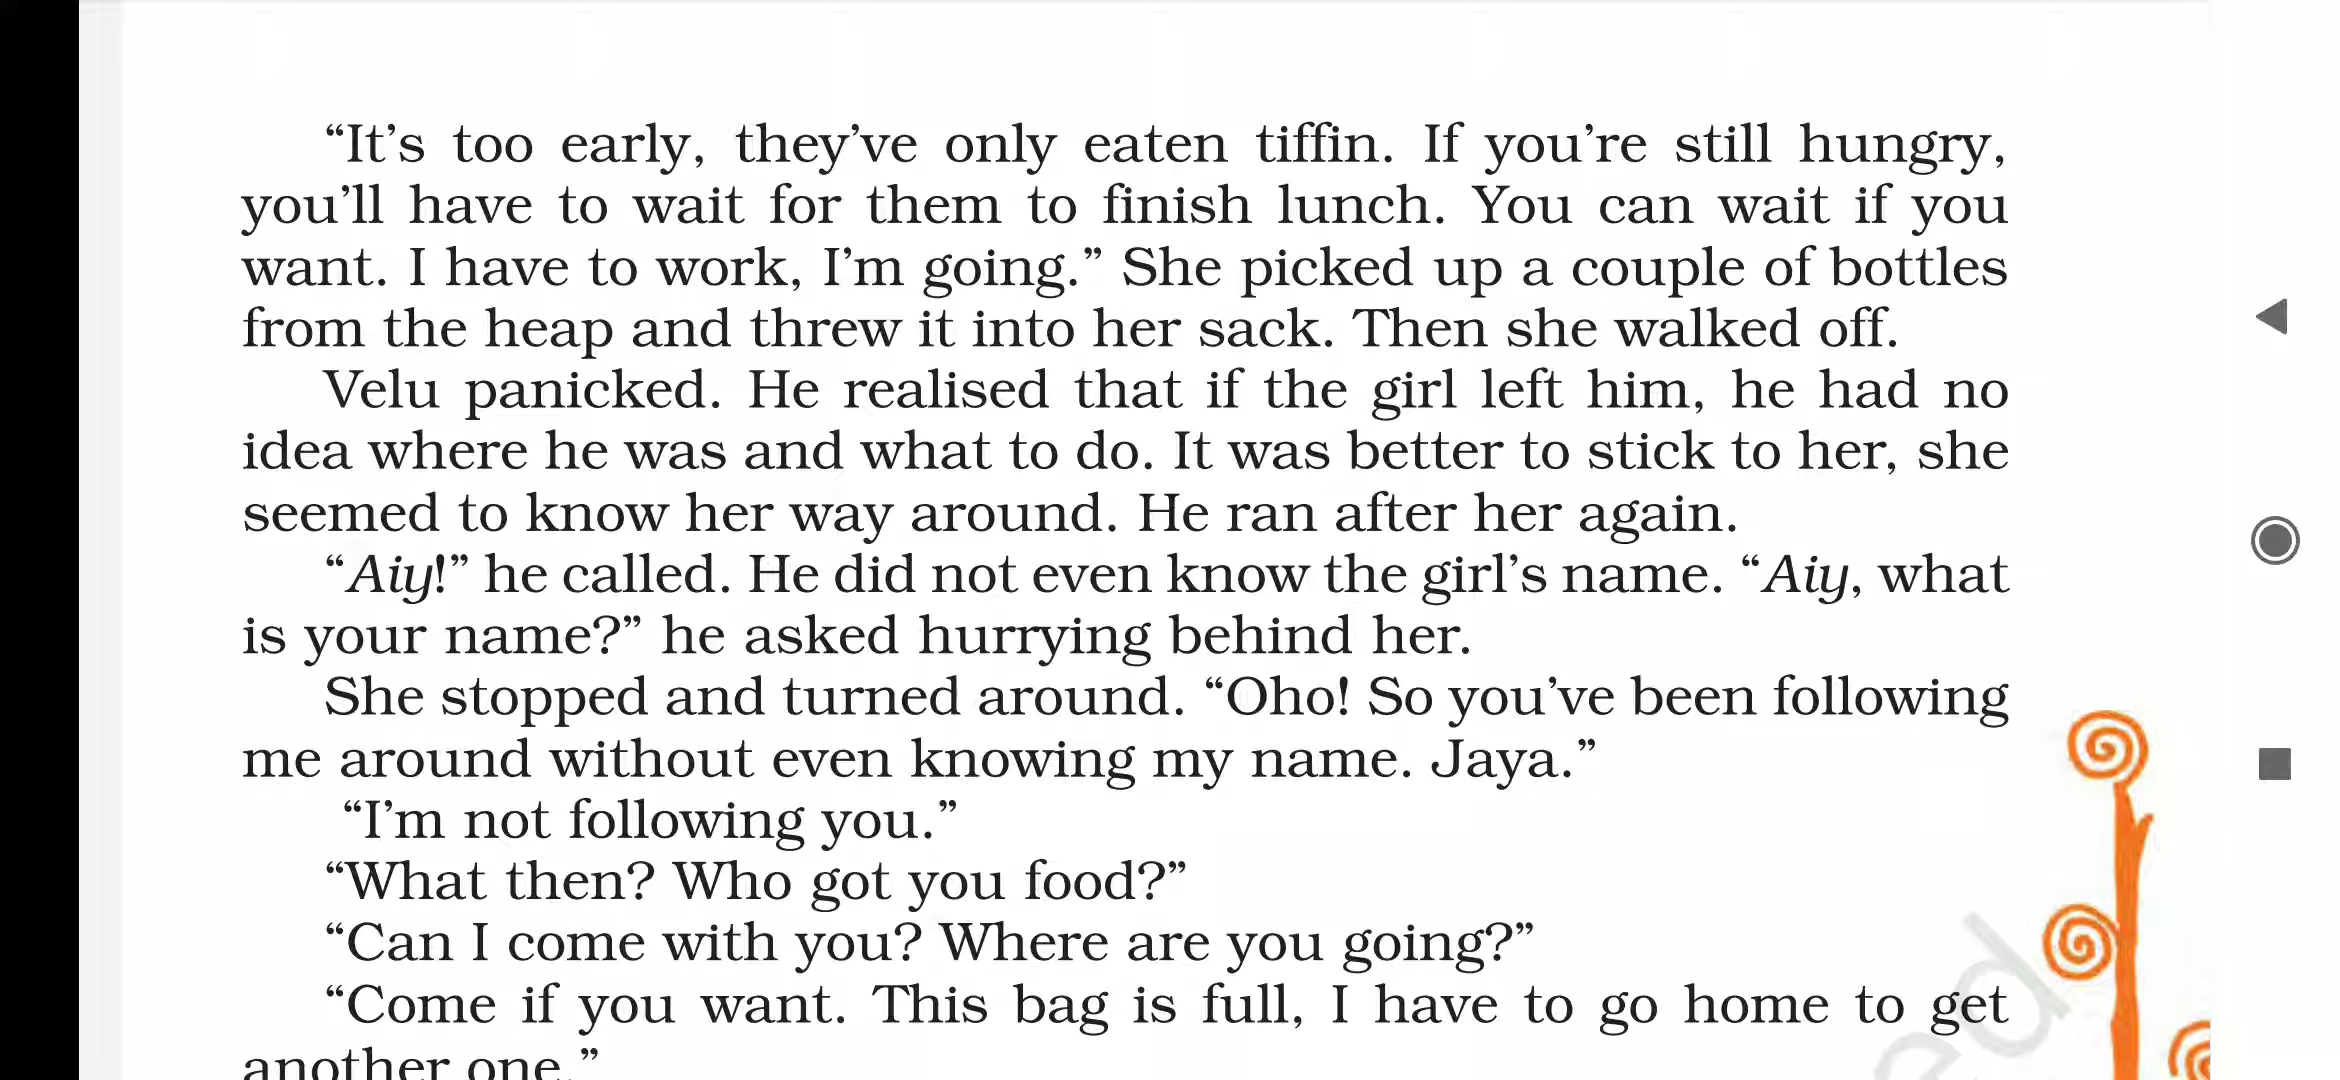 “It’s too early, they’ve only eaten tiffin. If you’re still hungry,
you’ll have to wait for them to finish lunch. You can wait if you
want. I have to work, I’m going.” She picked up a couple of bottles
from the heap and threw it into her sack. Then she walked off.
Velu panicked. He realised that if the girl left him, he had no
idea where he was and what to do. It was better to stick to her, she
seemed to know her way around. He ran after her again.
“Aiy!” he called. He did not even know the girl’s name. “Aiy, what
is your name?” he asked hurrying behind her.
She stopped and turned around. “Oho! So you’ve been following
me around without even knowing my name. Jaya.”
“I’m not following you.”
“What then? Who got you food?”
“Can I come with you? Where are you going?”
“Come if you want. This bag is full, I have to go home to get
another one.”